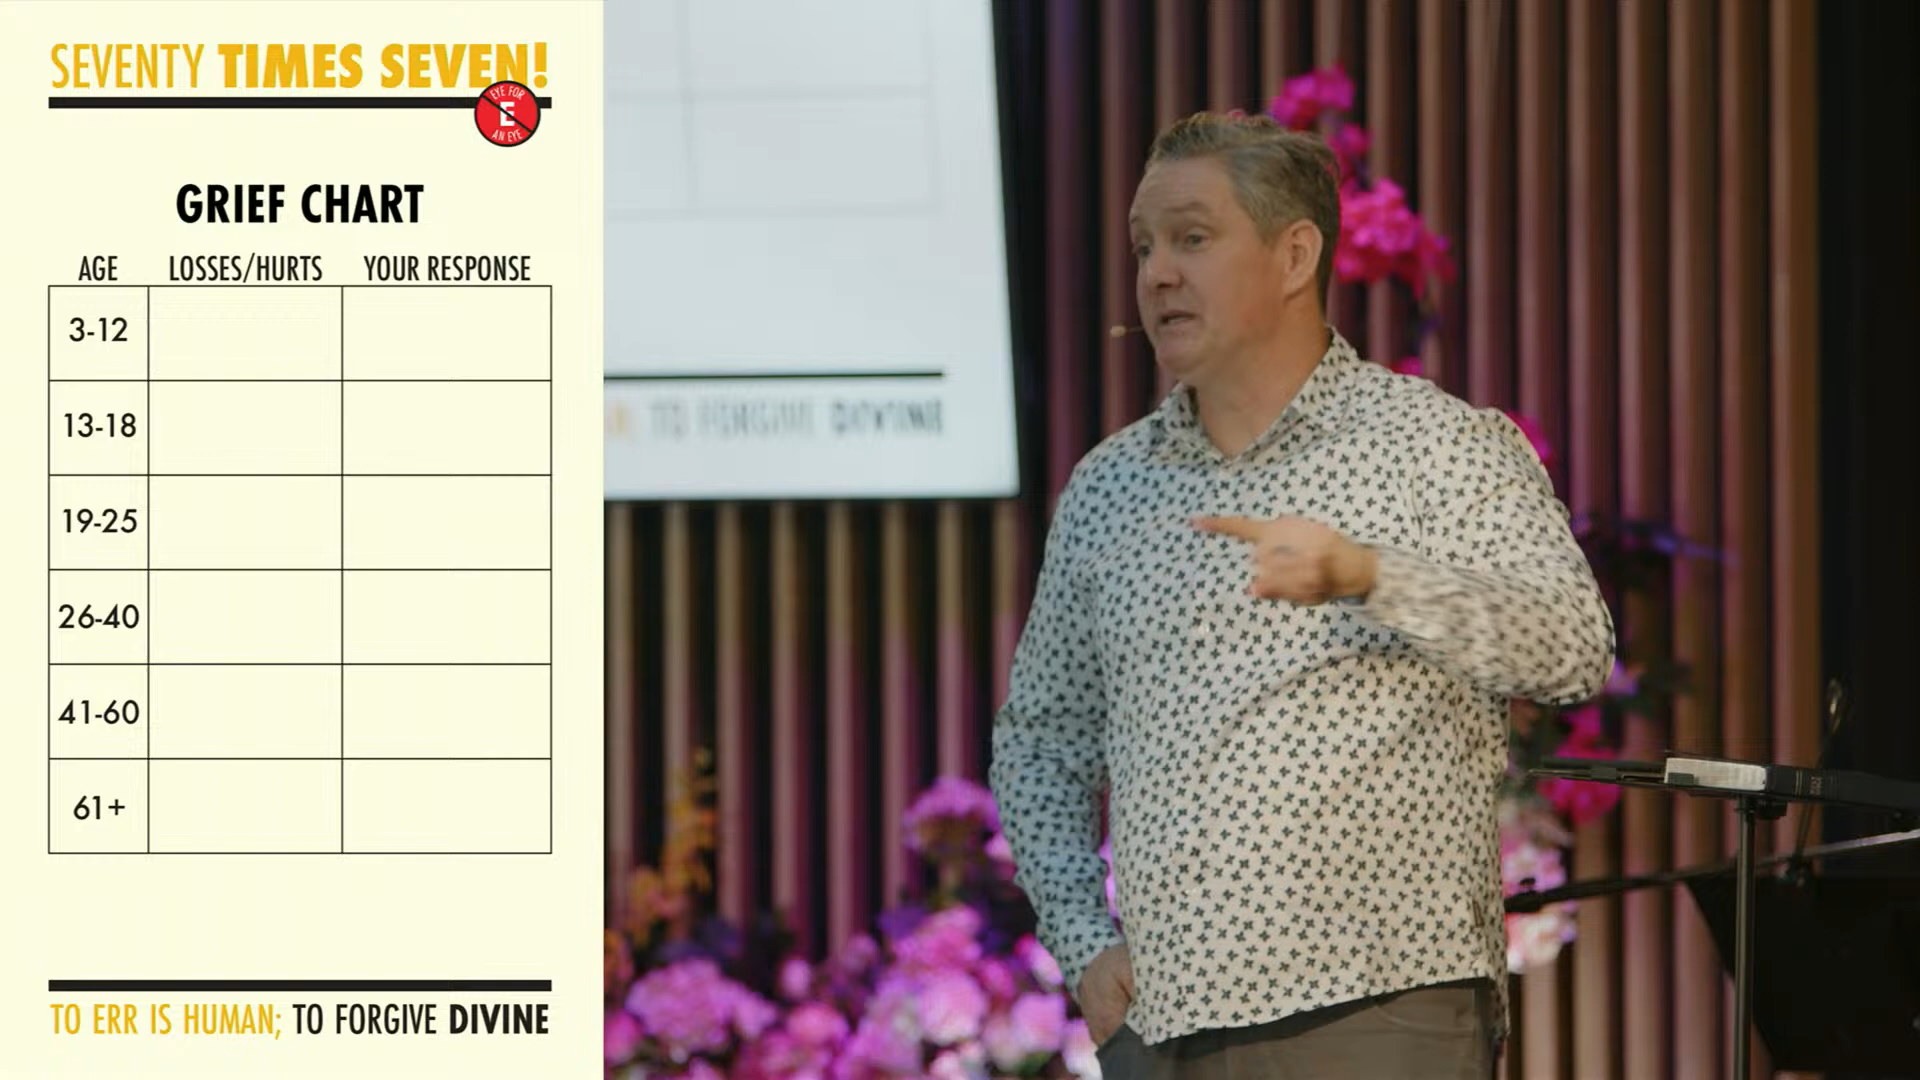 SEVENTY TIMES SEVEN!
EYE FOR
E
AN EYE
GRIEF CHART
AGE LOSSES/HURTS YOUR RESPONSE
3-12
13-18
19-25
26-40
41-60
61+
TO ERR IS HUMAN; TO FORGIVE DIVINE
TO FORGIVE DIVINE